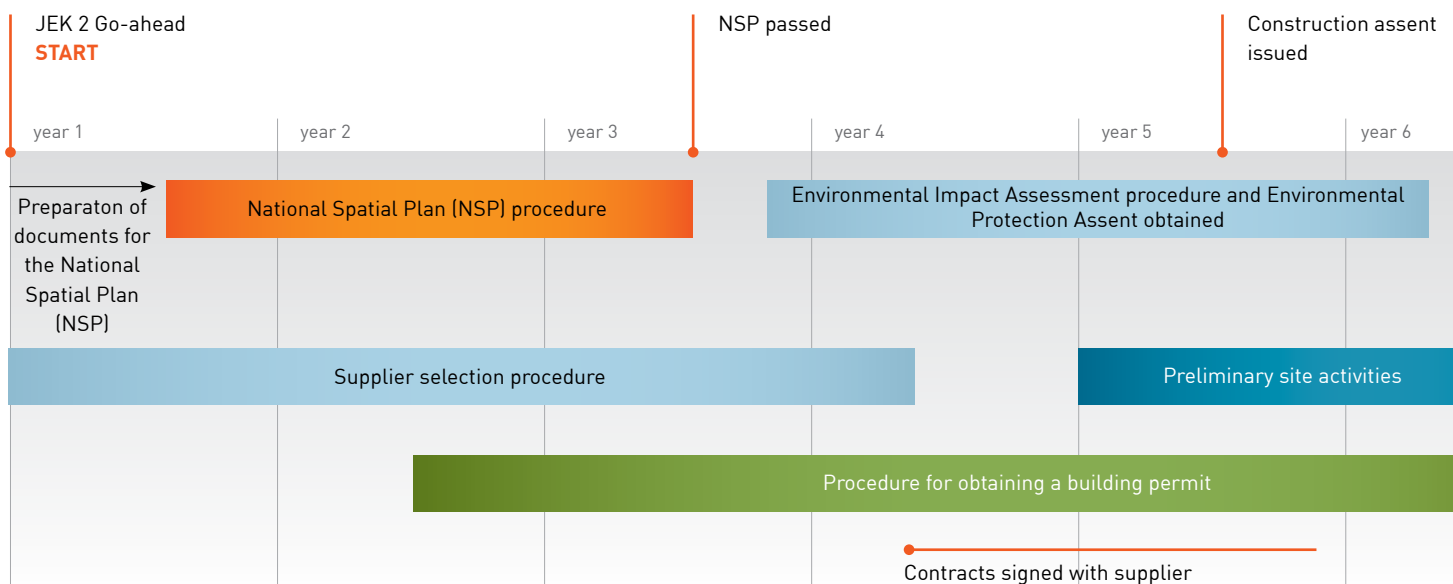 JEK 2 Go-ahead
START
NSP passed
Construction assent
issued
year 1
year 2
year 3
year 4
year 5
year 6
Preparaton of
documents for
the National
Spatial Plan
(NSP)
National Spatial Plan (NSP) procedure
Environmental Impact Assessment procedure and Environmental
Protection Assent obtained
Supplier selection procedure
Preliminary site activities
Procedure for obtaining a building permit
Contracts signed with supplier